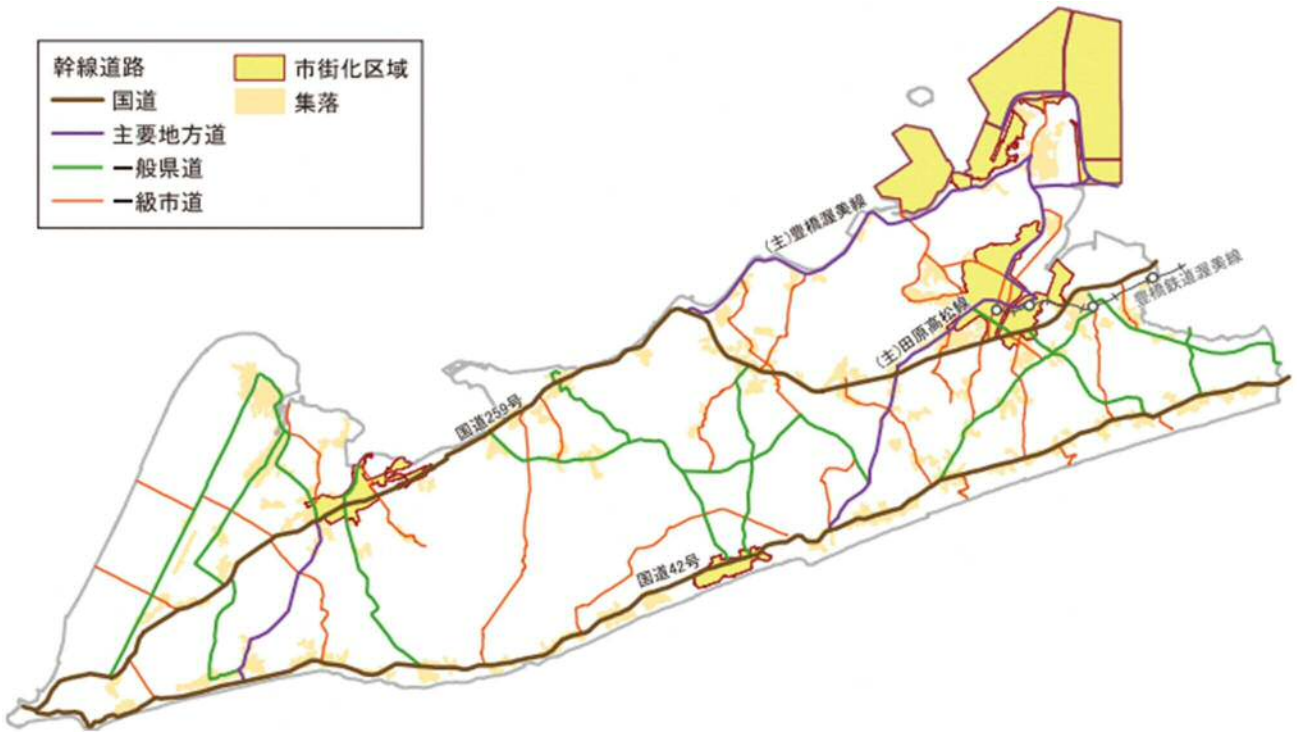 幹線道路
国道
主要地方道
一般県道
一級市道
市街化区域
集落
(主)豊橋渥美線
豊橋鉄道渥美線
(主)田原高松線
国道259号
国道42号